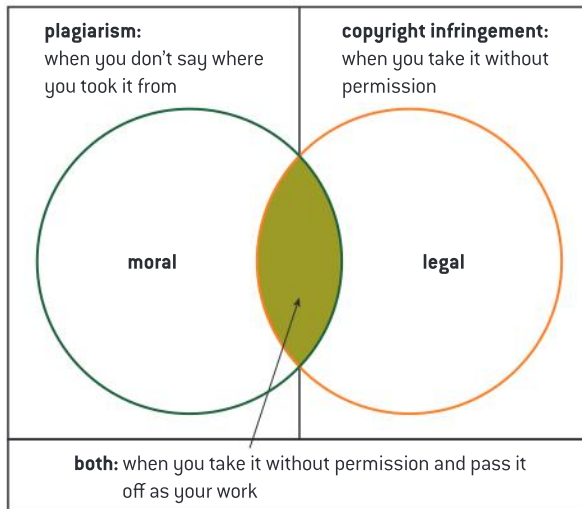 plagiarism:
when you don't say where
you took it from
copyright infringement:
when you take it without
permission
moral
legal
both: when you take it without permission and pass it
off as your work